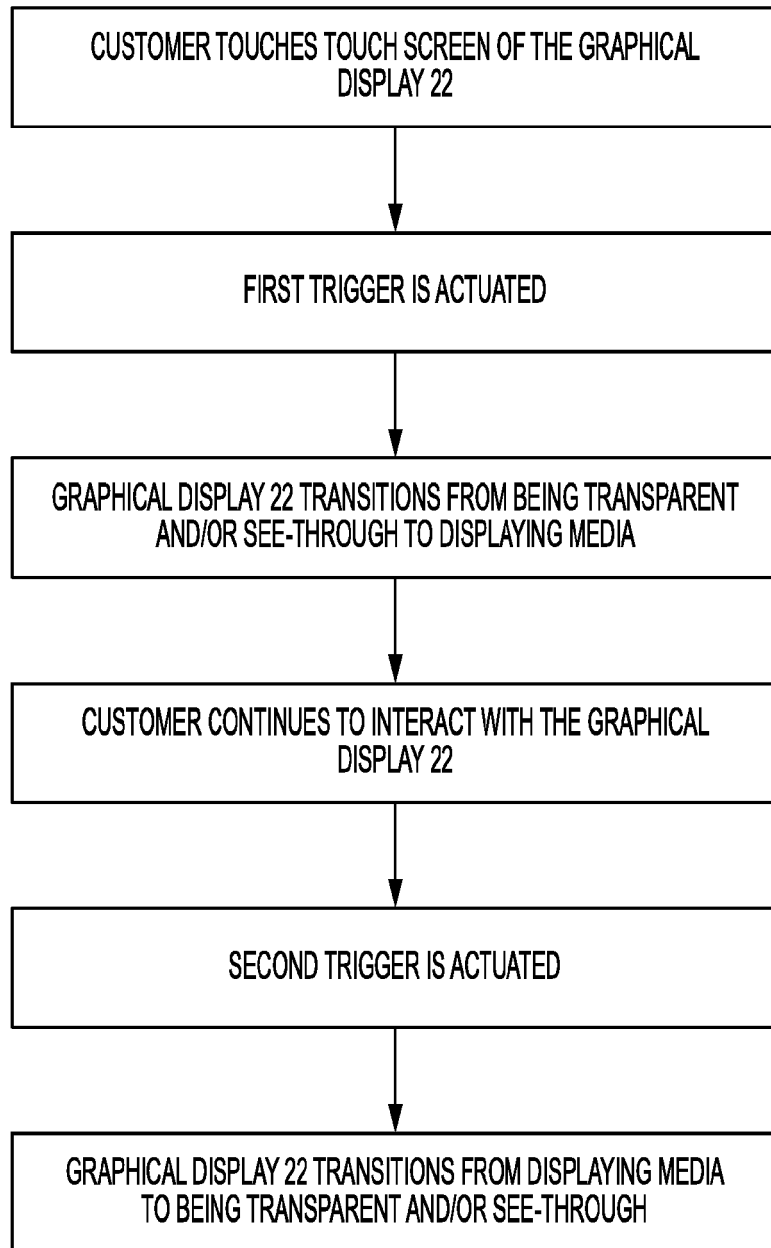 CUSTOMER TOUCHES TOUCH SCREEN OF THE GRAPHICAL
DISPLAY 22
FIRST TRIGGER IS ACTUATED
GRAPHICAL DISPLAY 22 TRANSITIONS FROM BEING TRANSPARENT
AND/OR SEE-THROUGH TO DISPLAYING MEDIA
CUSTOMER CONTINUES TO INTERACT WITH THE GRAPHICAL
DISPLAY 22
SECOND TRIGGER IS ACTUATED
GRAPHICAL DISPLAY 22 TRANSITIONS FROM DISPLAYING MEDIA
TO BEING TRANSPARENT AND/OR SEE-THROUGH